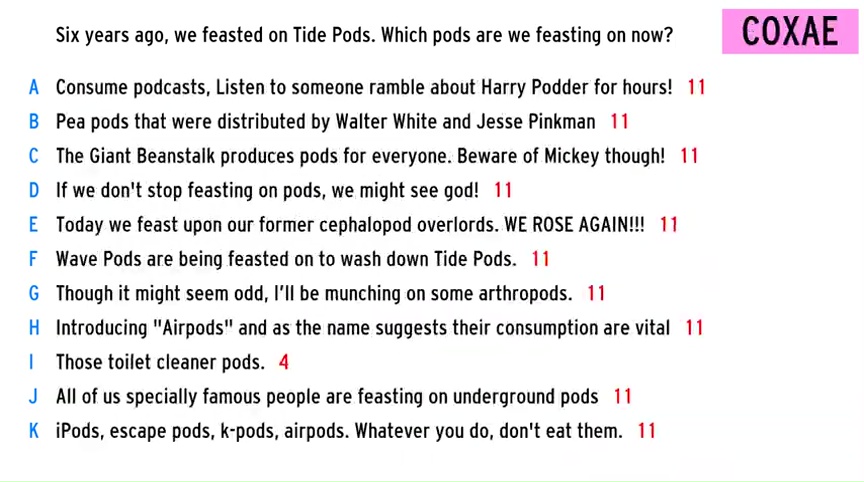 Six years ago, we feasted on Tide Pods. Which pods are we feasting on now?
COXAE
A Consume podcasts, Listen to someone ramble about Harry Podder for hours! 11
B Pea pods that were distributed by Walter White and Jesse Pinkman 11
C The Giant Beanstalk produces pods for everyone. Beware of Mickey though! 11
D If we don't stop feasting on pods, we might see god! 11
E Today we feast upon our former cephalopod overlords. WE ROSE AGAIN!!! 11
F Wave Pods are being feasted on to wash down Tide Pods. 11
G Though it might seem odd, I'll be munching on some arthropods. 11
H Introducing "Airpods" and as the name suggests their consumption are vital 11
I Those toilet cleaner pods. 4
J All of us specially famous people are feasting on underground pods 11
K iPods, escape pods, k-pods, airpods. Whatever you do, don't eat them. 11